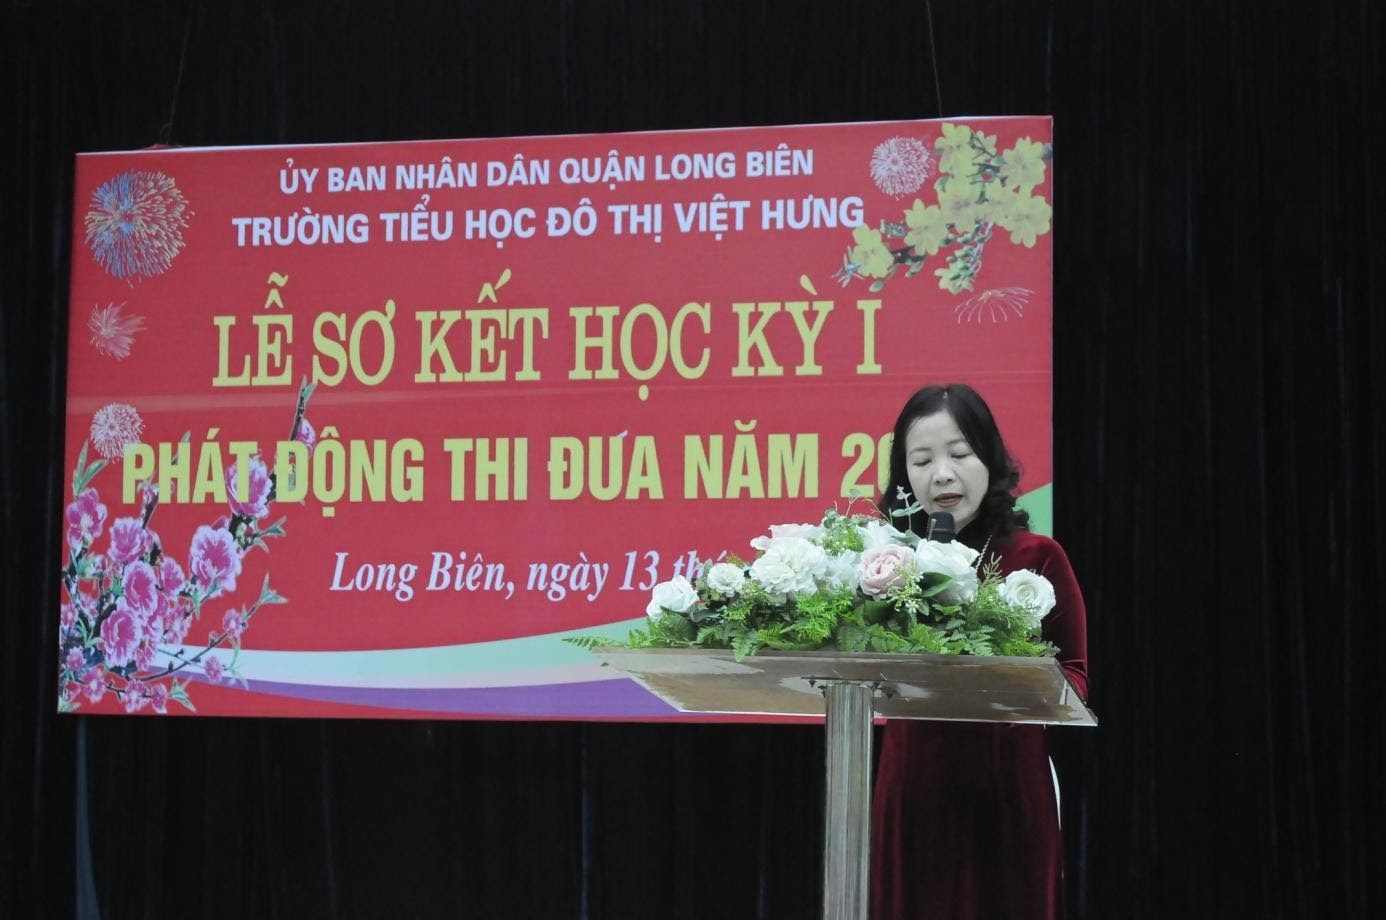 ỦY BAN NHÂN DÂN QUẬN LONG BIÊN
TRƯỜNG TIỂU HỌC ĐÔ THỊ VIỆT HƯNG
LỄ SƠ KẾT HỌC KỲ I
PHÁT ĐỘNG THI ĐUA NĂM
Long Biên, ngày 13